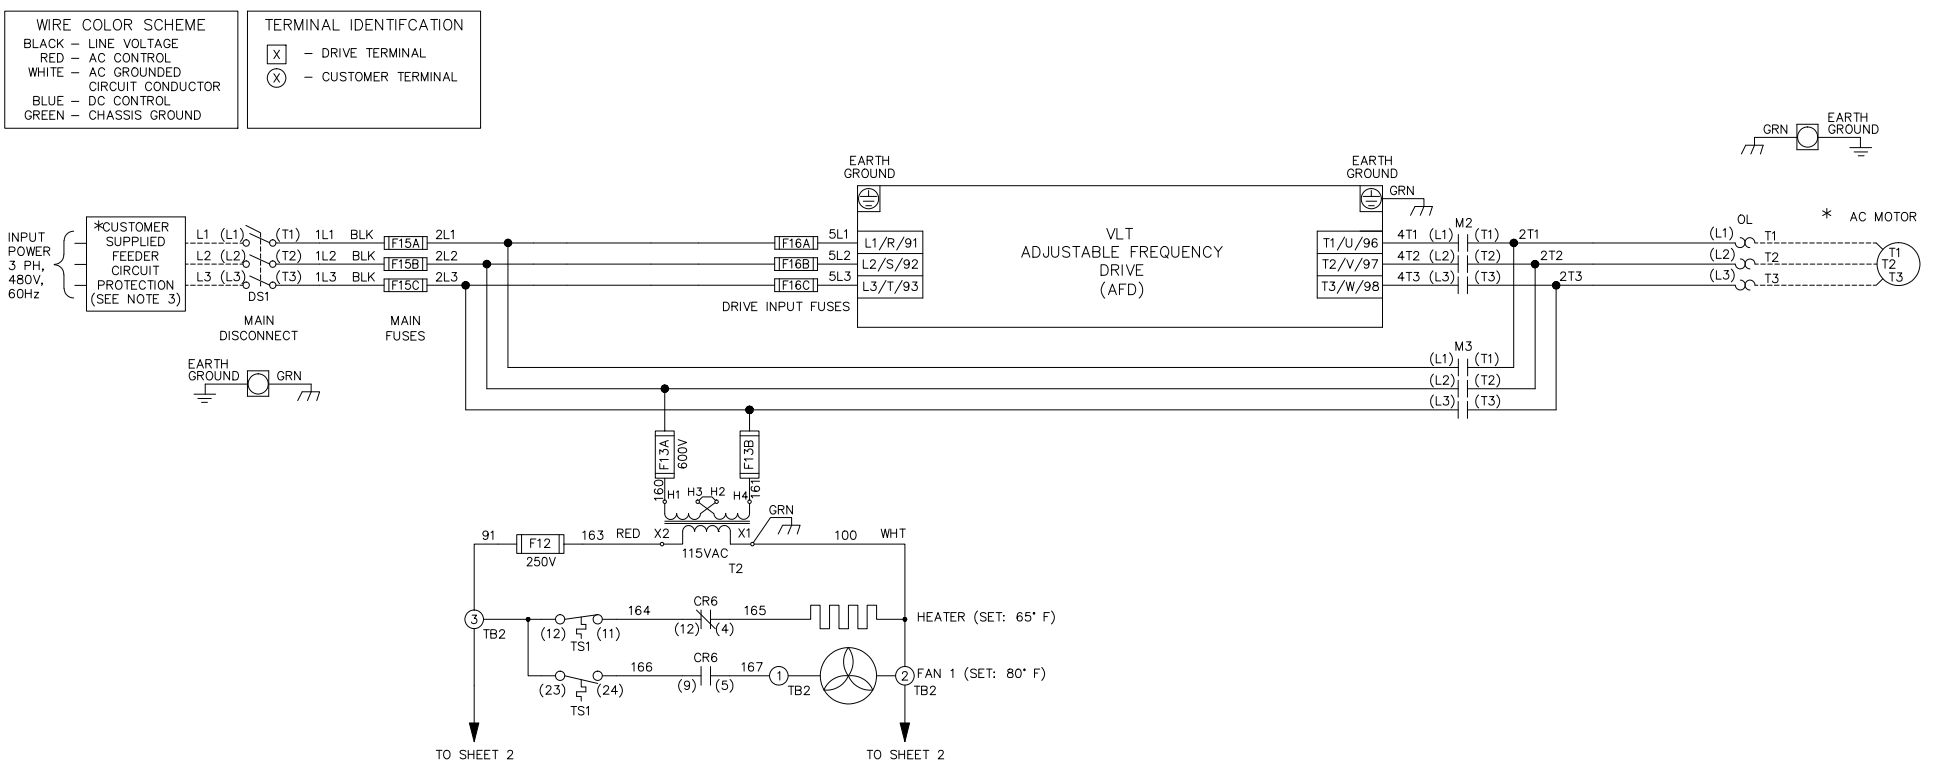 WIRE COLOR SCHEME
BLACK – LINE VOLTAGE
RED – AC CONTROL
WHITE – AC GROUNDED
CIRCUIT CONDUCTOR
BLUE – DC CONTROL
GREEN – CHASSIS GROUND
TERMINAL IDENTIFCATION
X – DRIVE TERMINAL
X – CUSTOMER TERMINAL
GRN
EARTH
GROUND
EARTH
GROUND
EARTH
GROUND
GRN
INPUT
POWER
3 PH,
480V,
60Hz
*CUSTOMER
SUPPLIED
FEEDER
CIRCUIT
PROTECTION
(SEE NOTE 3)
L1 (L1) (T1) 1L1 BLK F15A 2L1
L2 (L2) (T2) 1L2 BLK F15B 2L2
L3 (L3) (T3) 1L3 BLK F15C 2L3
DS1
MAIN
DISCONNECT
MAIN
FUSES
F16A 5L1 L1/R/91
F16B 5L2 L2/S/92
F16C 5L3 L3/T/93
DRIVE INPUT FUSES
VLT
ADJUSTABLE FREQUENCY
DRIVE
(AFD)
M2
T1/U/96 4T1 (L1) (T1) 2T1
T2/V/97 4T2 (L2) (T2) 2T2
T3/W/98 4T3 (L3) (T3) 2T3
OL
(L1) T1
(L2) T2
(L3) T3
* AC MOTOR
T1
T2
T3
M3
(L1) (T1)
(L2) (T2)
(L3) (T3)
EARTH
GROUND
GRN
F13A
600V
F13B
160
161
H1 H3 H2 H4
GRN
91 F12 163 RED X2 X1 100 WHT
250V
115VAC
T2
3
TB2
(12) (11)
TS1
164
CR6
(12) (4)
165
HEATER (SET: 65° F)
(23) (24)
TS1
166
CR6
(9) (5)
167
1
TB2
2
TB2
FAN 1 (SET: 80° F)
TO SHEET 2
TO SHEET 2